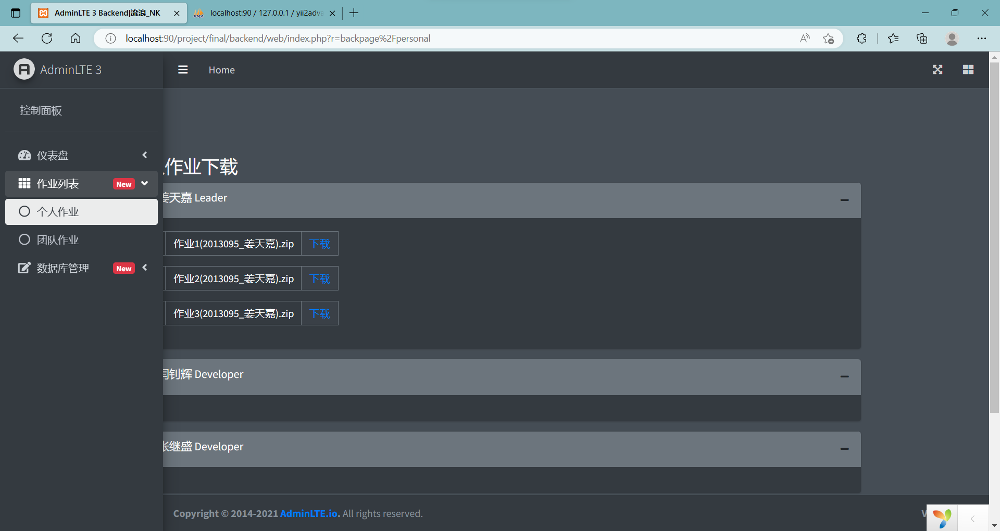 AdminLTE 3 Backend|流浪_NK
localhost:90 / 127.0.0.1 / yii2adva
localhost:90/project/final/backend/web/index.php?r=backpage%2Fpersonal
AdminLTE 3
Home
控制面板
仪表盘
作业列表 New
个人作业
团队作业
数据库管理 New
作业下载
姜天嘉 Leader
作业1(2013095_姜天嘉).zip 下载
作业2(2013095_姜天嘉).zip 下载
作业3(2013095_姜天嘉).zip 下载
闫钊辉 Developer
张继盛 Developer
Copyright © 2014-2021 AdminLTE.io. All rights reserved.